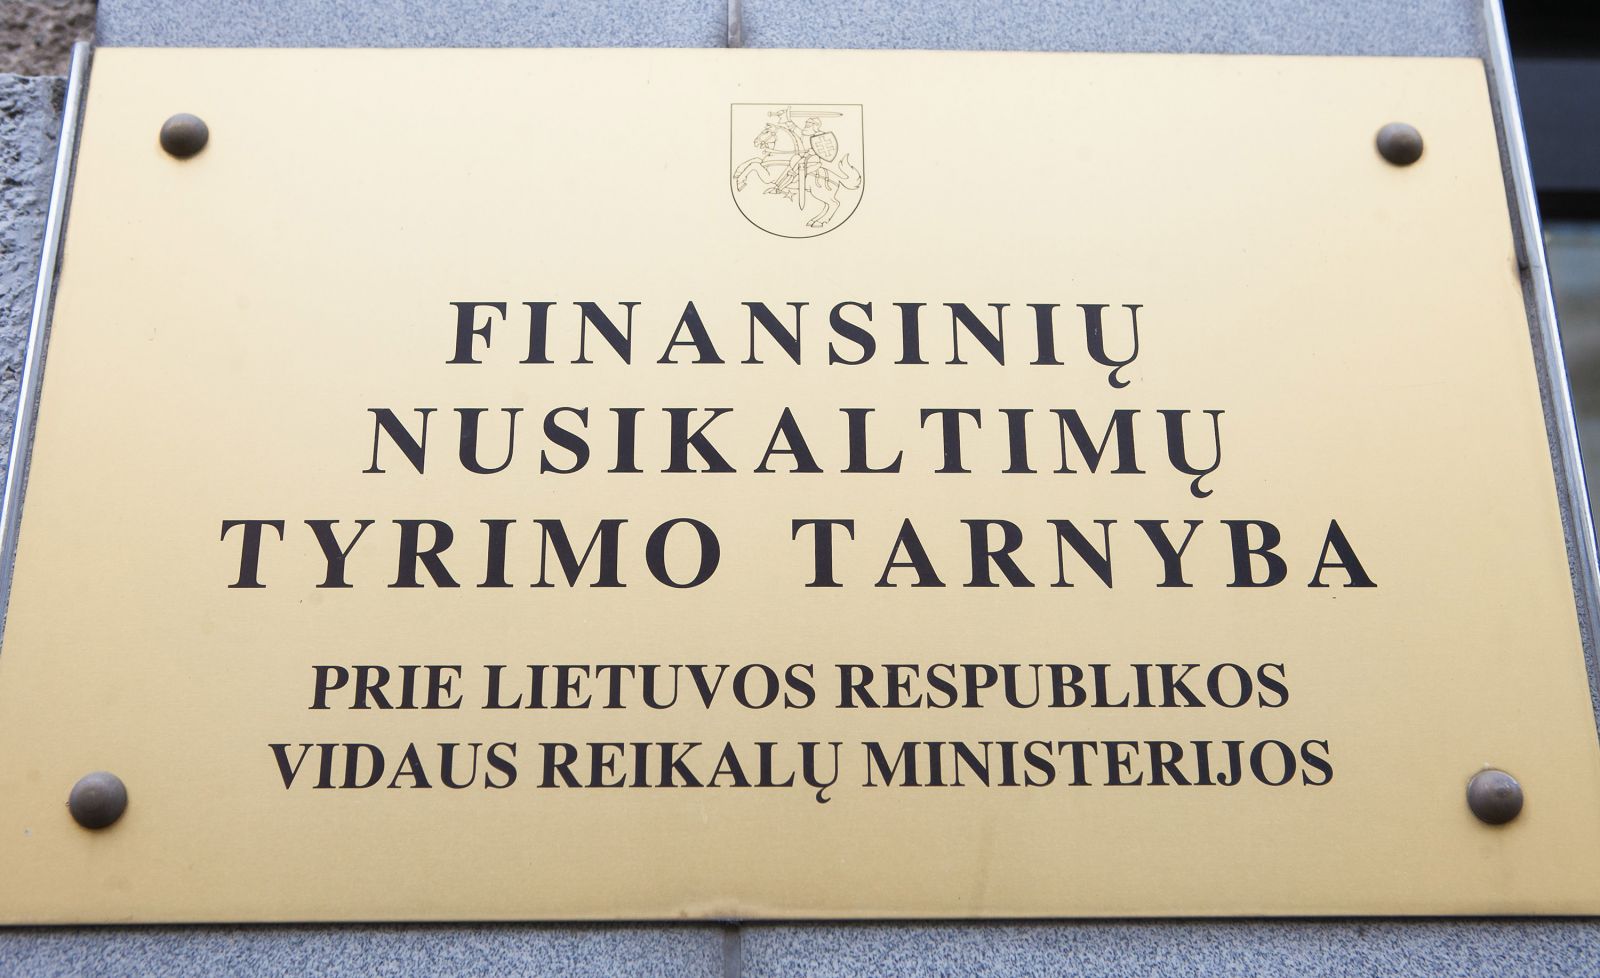 FINANSINIŲ
NUSIKALTIMŲ
TYRIMO TARNYBA
PRIE LIETUVOS RESPUBLIKOS
VIDAUS REIKALŲ MINISTERIJOS